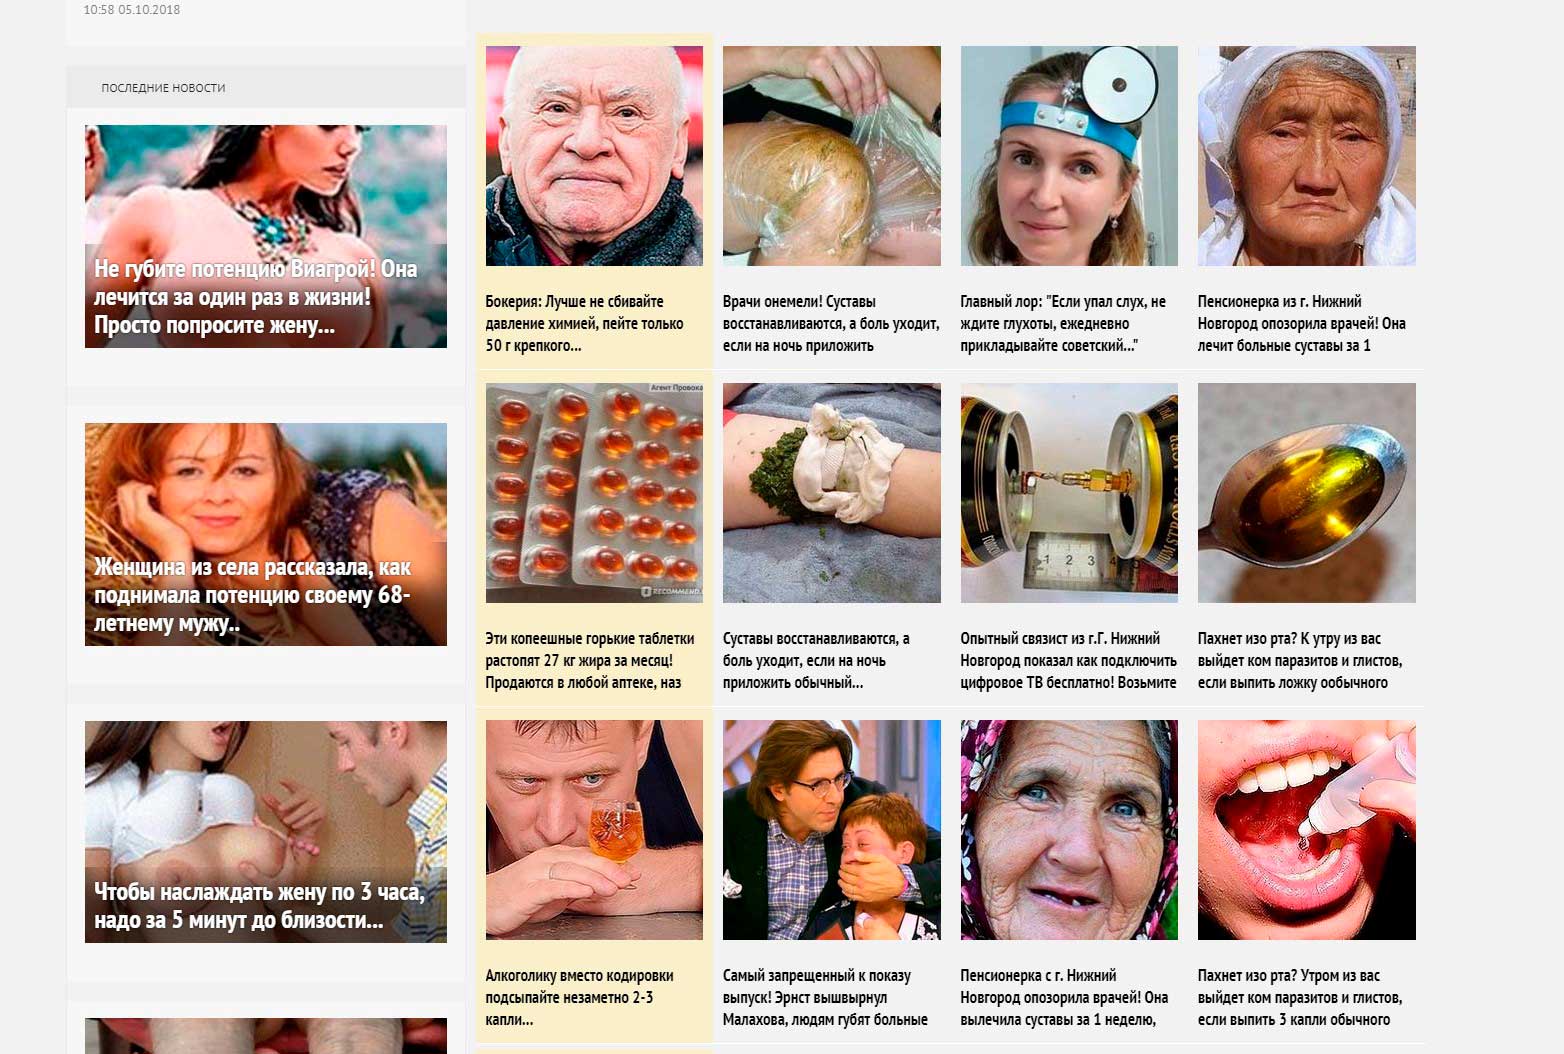 10:58 05.10.2018
ПОСЛЕДНИЕ НОВОСТИ
Не губите потенцию Виагрой! Она
лечится за один раз в жизни!
Просто попросите жену...
Женщина из села рассказала, как
поднимала потенцию своему 68-
летнему мужу..
Чтобы наслаждать жену по 3 часа,
надо за 5 минут до близости...
Бокерия: Лучше не сбивайте
давление химией, пейте только
50 г крепкого...
Врачи онемели! Суставы
восстанавливаются, а боль уходит,
если на ночь приложить
Главный лор: "Если упал слух, не
ждите глухоты, ежедневно
прикладывайте советский..."
Пенсионерка из г. Нижний
Новгород опозорила врачей! Она
лечит больные суставы за 1
Агент Провока
RECOMMEND.
Эти копеешные горькие таблетки
растопят 27 кг жира за месяц!
Продаются в любой аптеке, наз
Суставы восстанавливаются, а
боль уходит, если на ночь
приложить обычный...
1 2 3 4
Опытный связист из г.Г. Нижний
Новгород показал как подключить
цифровое ТВ бесплатно! Возьмите
Пахнет изо рта? К утру из вас
выйдет ком паразитов и глистов,
если выпить ложку ообычного
Алкоголику вместо кодировки
подсыпайте незаметно 2-3
капли...
Самый запрещенный к показу
выпуск! Эрнст вышвырнул
Малахова, людям губят больные
Пенсионерка с г. Нижний
Новгород опозорила врачей! Она
вылечила суставы за 1 неделю,
Пахнет изо рта? Утром из вас
выйдет ком паразитов и глистов,
если выпить 3 капли обычного